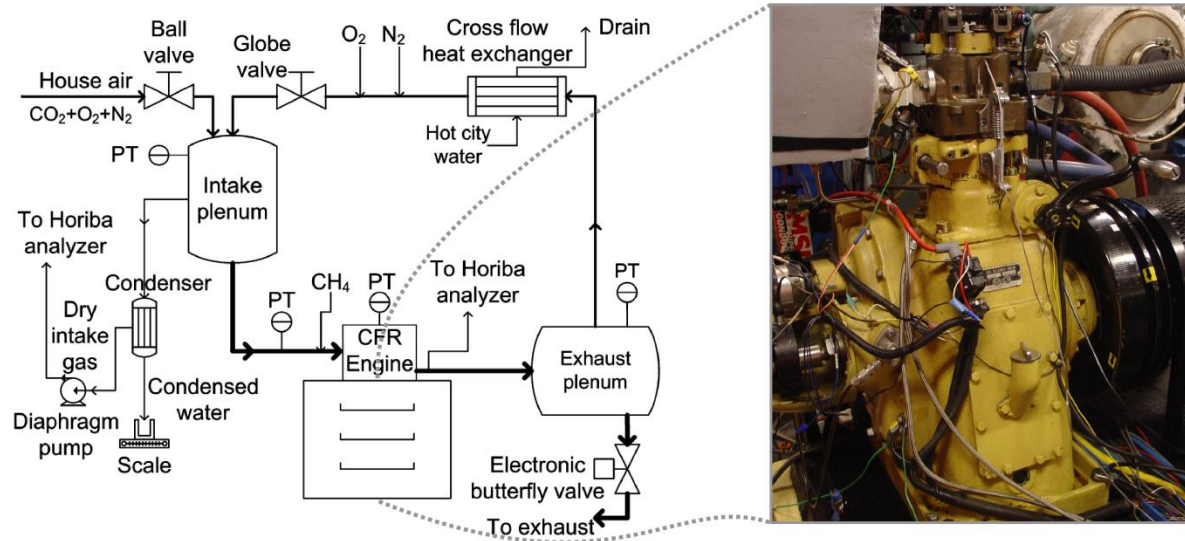 Ball
valve
Globe
valve
O₂
N₂
Cross flow
heat exchanger
Drain
House air
CO₂+O₂+N₂
Hot city
water
PT
Intake
plenum
To Horiba
analyzer
Condenser
Dry
intake
gas
Condensed
water
Diaphragm
pump
Scale
PT
CH₄
PT
CFR
Engine
To Horiba
analyzer
PT
Exhaust
plenum
Electronic
butterfly valve
To exhaust